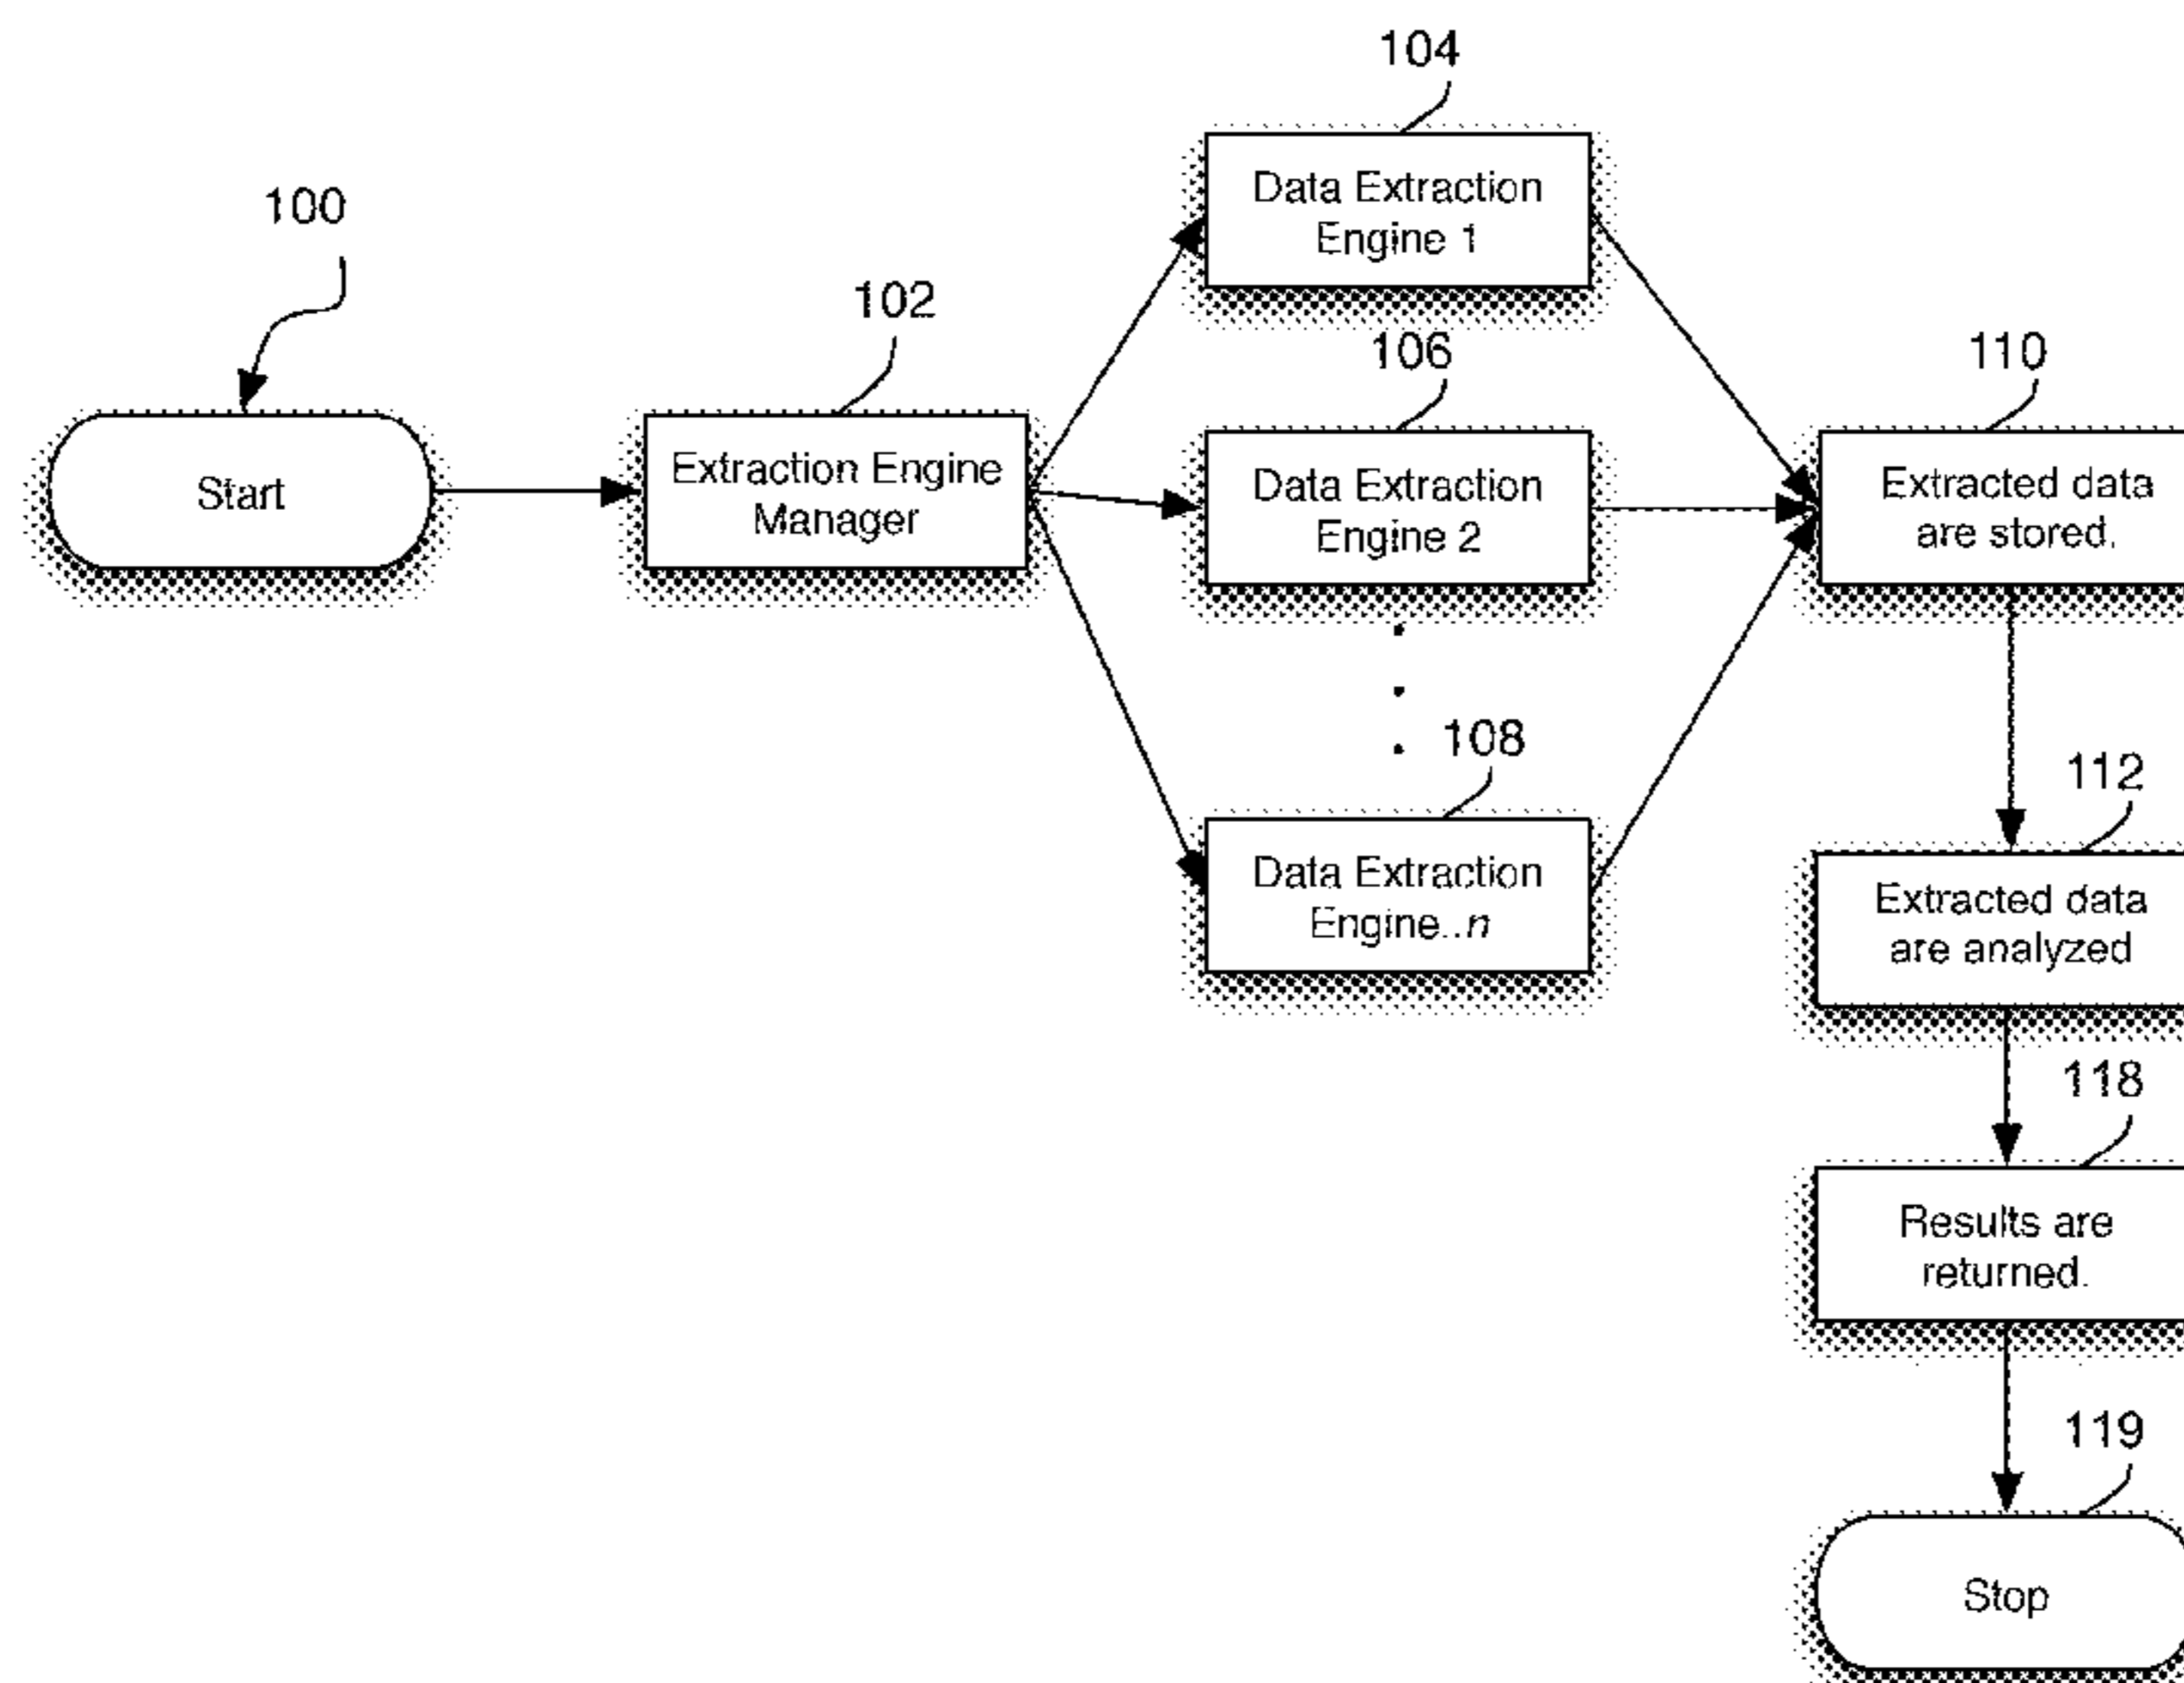 104
Data Extraction
Engine 1
100
102
106
110
Start
Extraction Engine
Manager
Data Extraction
Engine 2
Extracted data
are stored.
108
112
Data Extraction
Engine..n
Extracted data
are analyzed
118
Results are
returned.
119
Stop